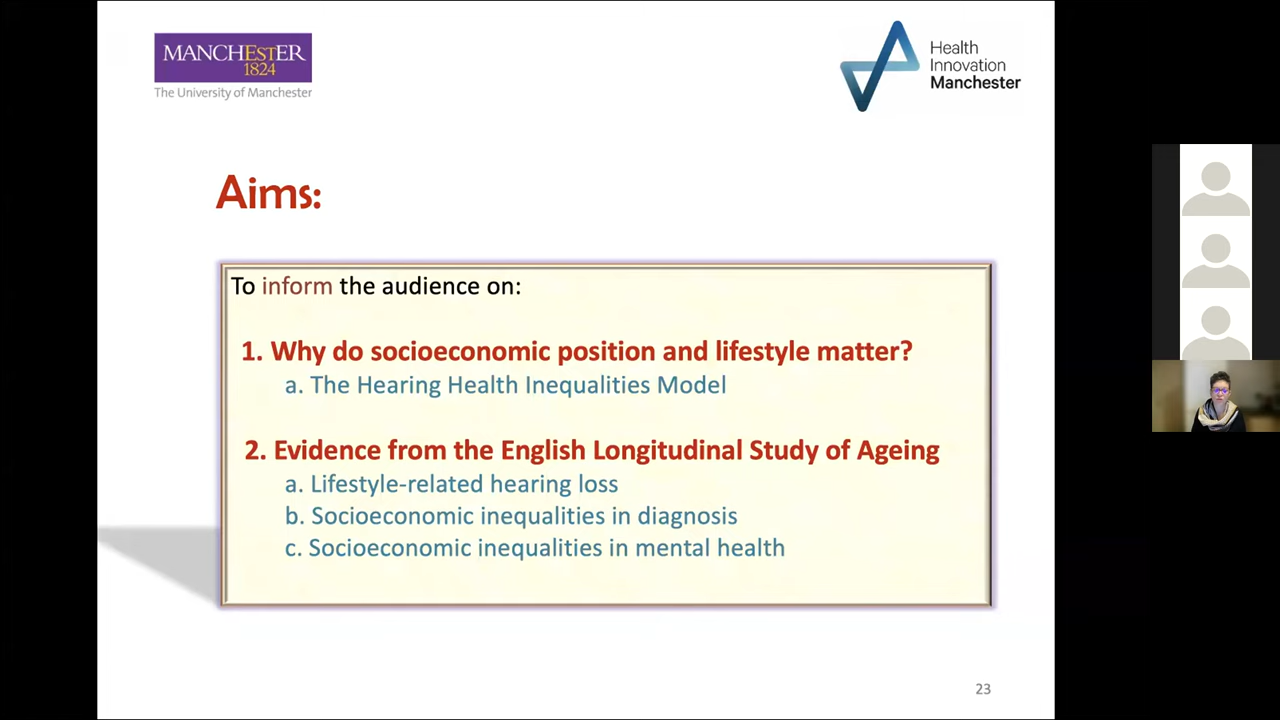 MANCHESTER
1824
The University of Manchester
Health
Innovation
Manchester
Aims:
To inform the audience on:
1. Why do socioeconomic position and lifestyle matter?
a. The Hearing Health Inequalities Model
2. Evidence from the English Longitudinal Study of Ageing
a. Lifestyle-related hearing loss
b. Socioeconomic inequalities in diagnosis
c. Socioeconomic inequalities in mental health
23